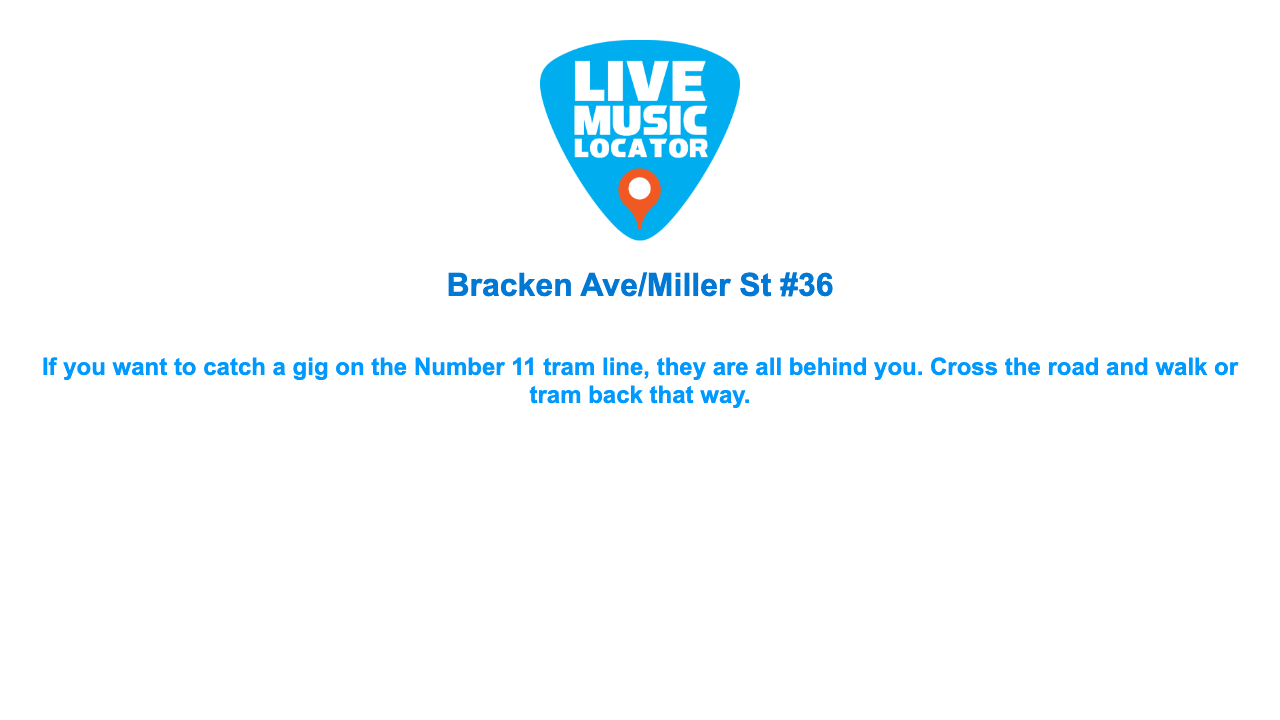 LIVE
MUSIC
LOCATOR
Bracken Ave/Miller St #36
If you want to catch a gig on the Number 11 tram line, they are all behind you. Cross the road and walk or
tram back that way.